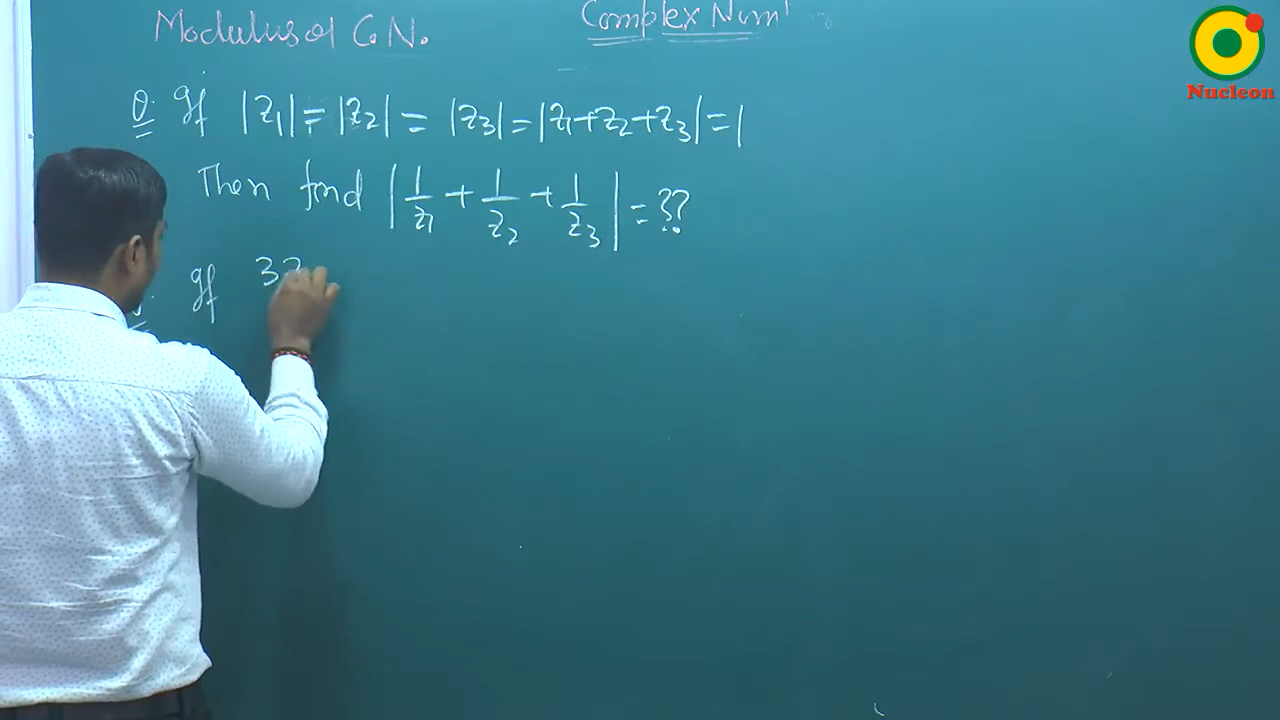 Modulus of C.N.
Complex Num
Nucleon
Q. If |z₁| = |z₂| = |z₃| = |z₁+z₂+z₃| = 1
Then find |1/z₁ + 1/z₂ + 1/z₃| = ??
If 3